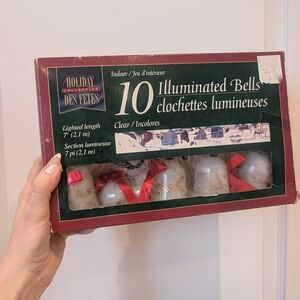 HOLIDAY
COLLECTION
DES FÊTES
Indoor/Jeu d'intérieur
10 Illuminated Bells
clochettes lumineuses
Clear/Incolores
Lighted length
7' (2,1 m)
Section lumineuse
7 pi (2,1 m)